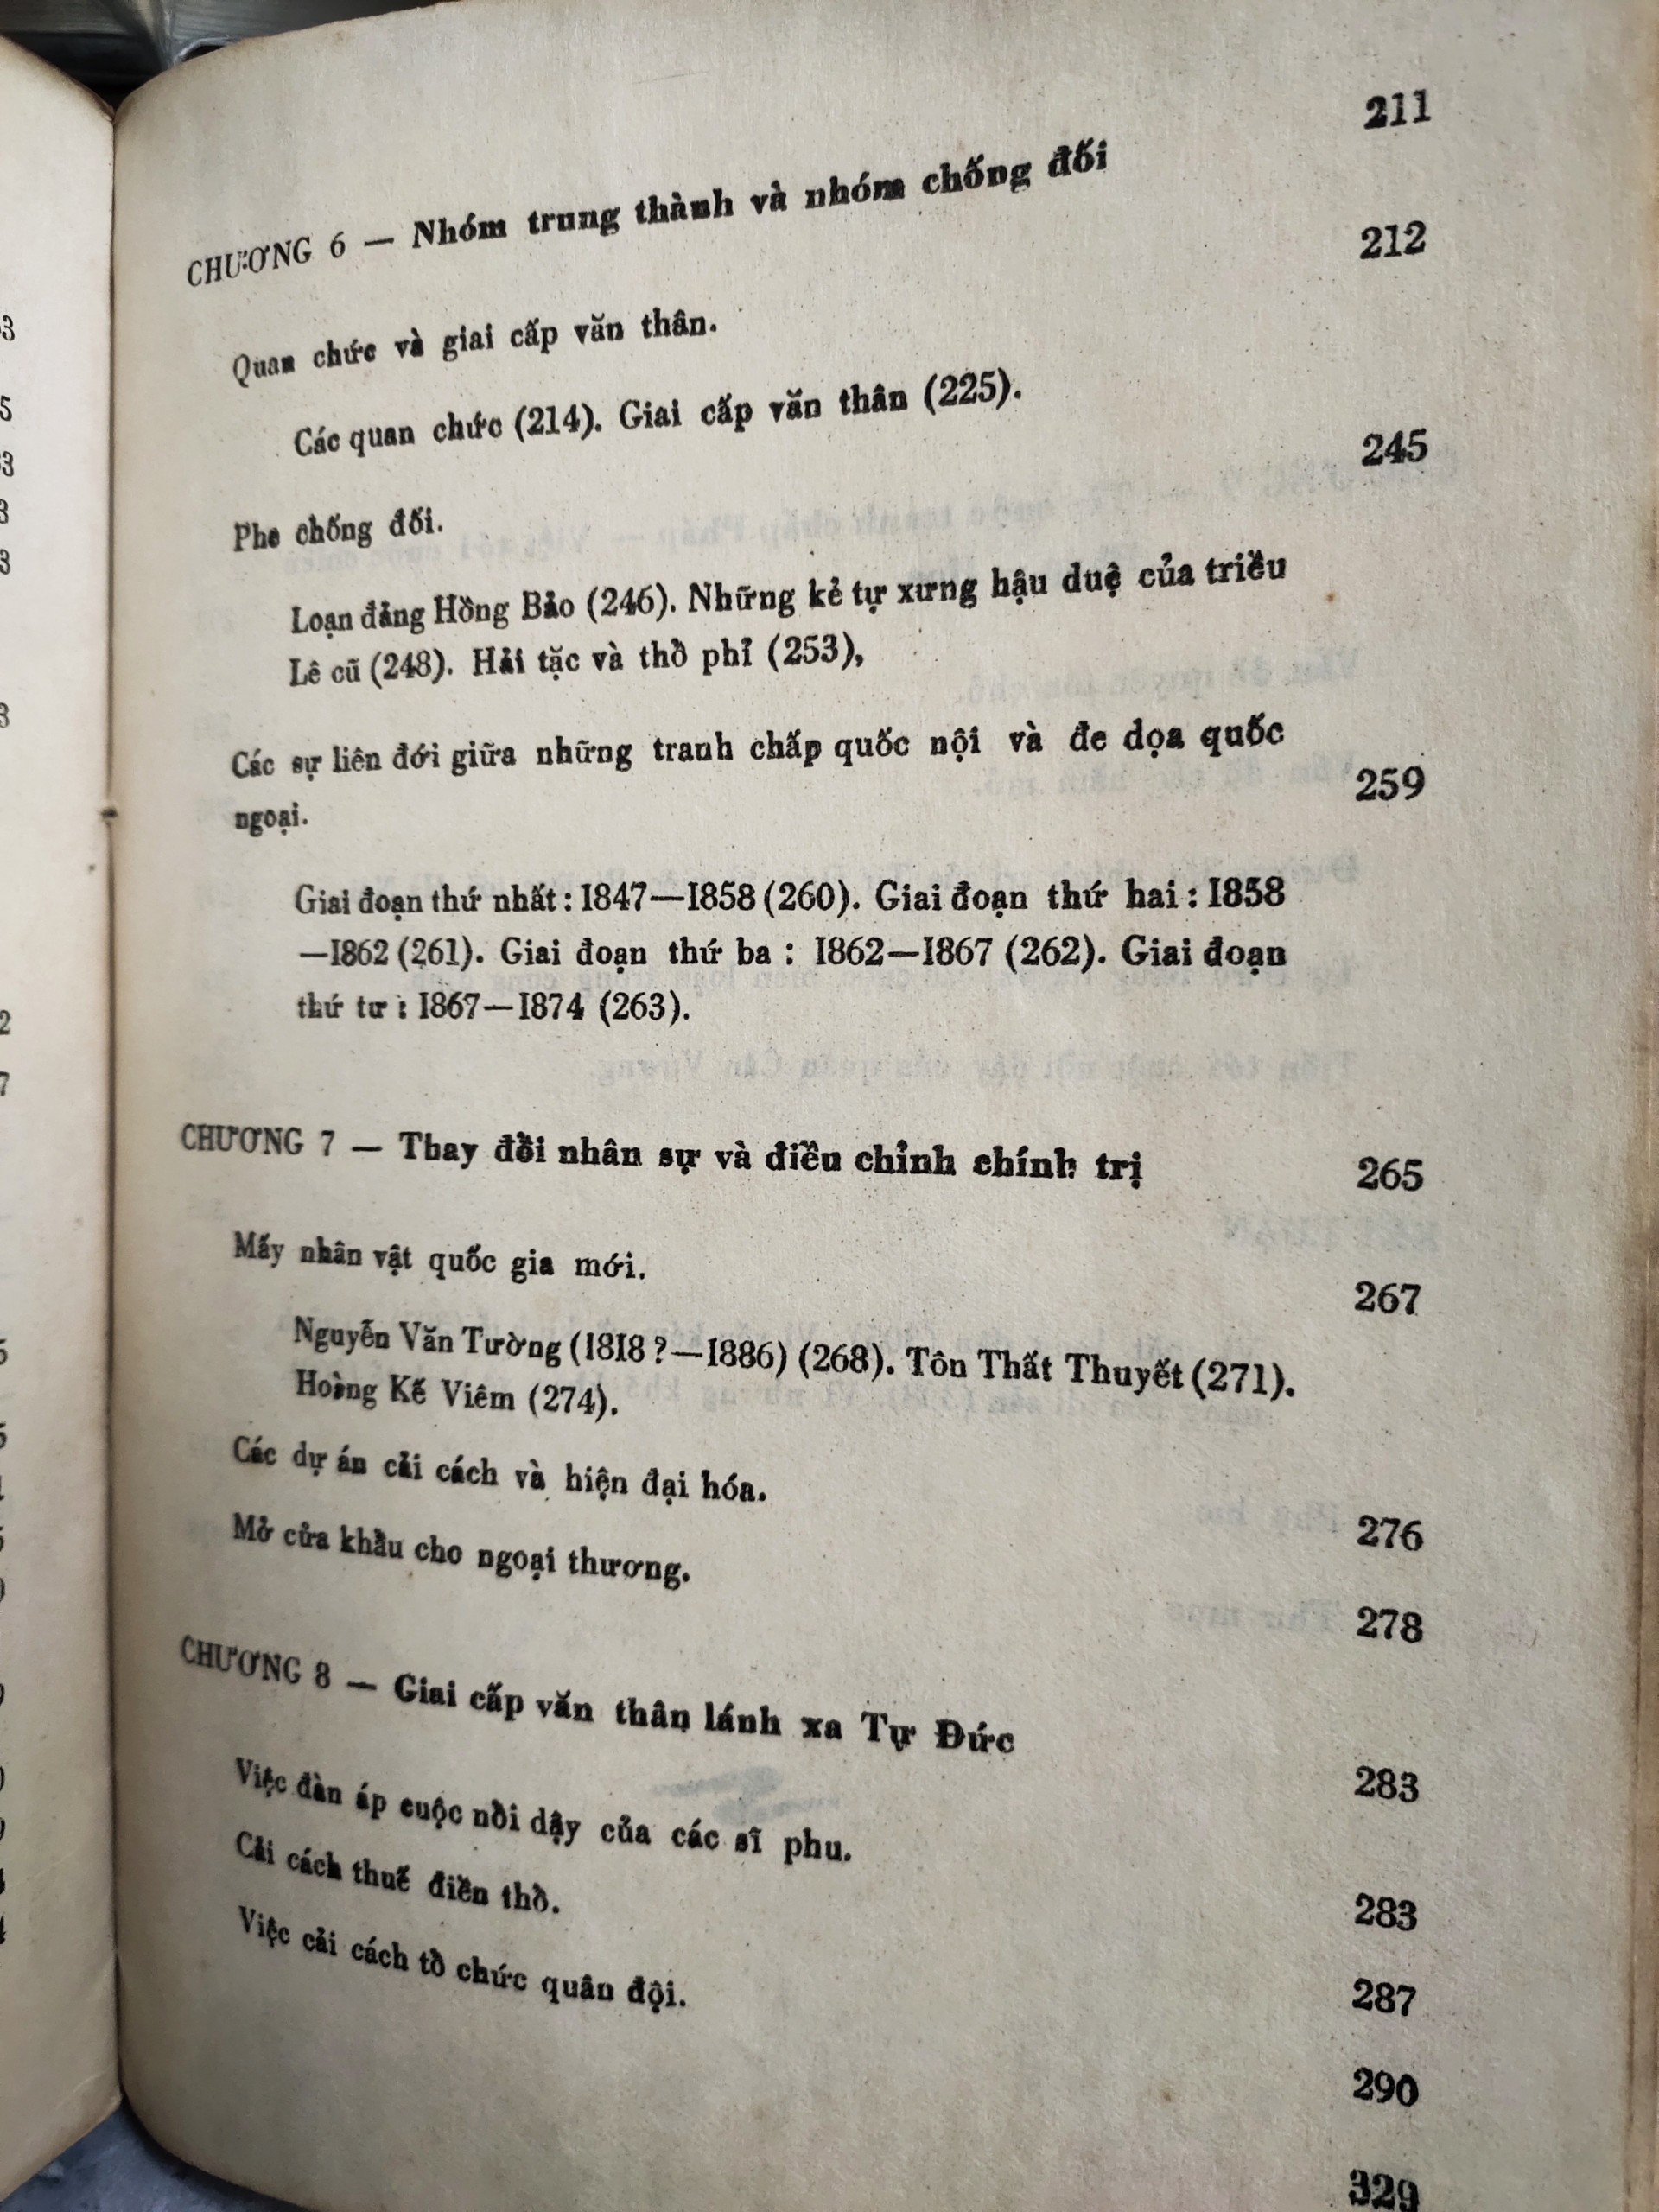 211
CHƯƠNG 6 — Nhóm trung thành và nhóm chống đối
212
Quan chức và giai cấp văn thân.
Các quan chức (214). Giai cấp văn thân (225).
245
Phe chống đối.
Loạn đảng Hồng Bảo (246). Những kẻ tự xưng hậu duệ của triều
Lê cũ (248). Hải tặc và thổ phỉ (253),
Các sự liên đới giữa những tranh chấp quốc nội và đe dọa quốc
ngoại.
259
Giai đoạn thứ nhất : 1847—1858 (260). Giai đoạn thứ hai : 1858
—1862 (261). Giai đoạn thứ ba : 1862—1867 (262). Giai đoạn
thứ tư : 1867—1874 (263).
CHƯƠNG 7 — Thay đổi nhân sự và điều chỉnh chính trị 265
Mấy nhân vật quốc gia mới.
267
Nguyễn Văn Tường (1818 ?—1886) (268). Tôn Thất Thuyết (271).
Hoàng Kế Viêm (274).
Các dự án cải cách và hiện đại hóa.
276
Mở cửa khẩu cho ngoại thương.
278
CHƯƠNG 8 — Giai cấp văn thân lánh xa Tự Đức
283
Việc đàn áp cuộc nổi dậy của các sĩ phu.
283
Cải cách thuế điền thổ.
287
Việc cải cách tổ chức quân đội.
290
329